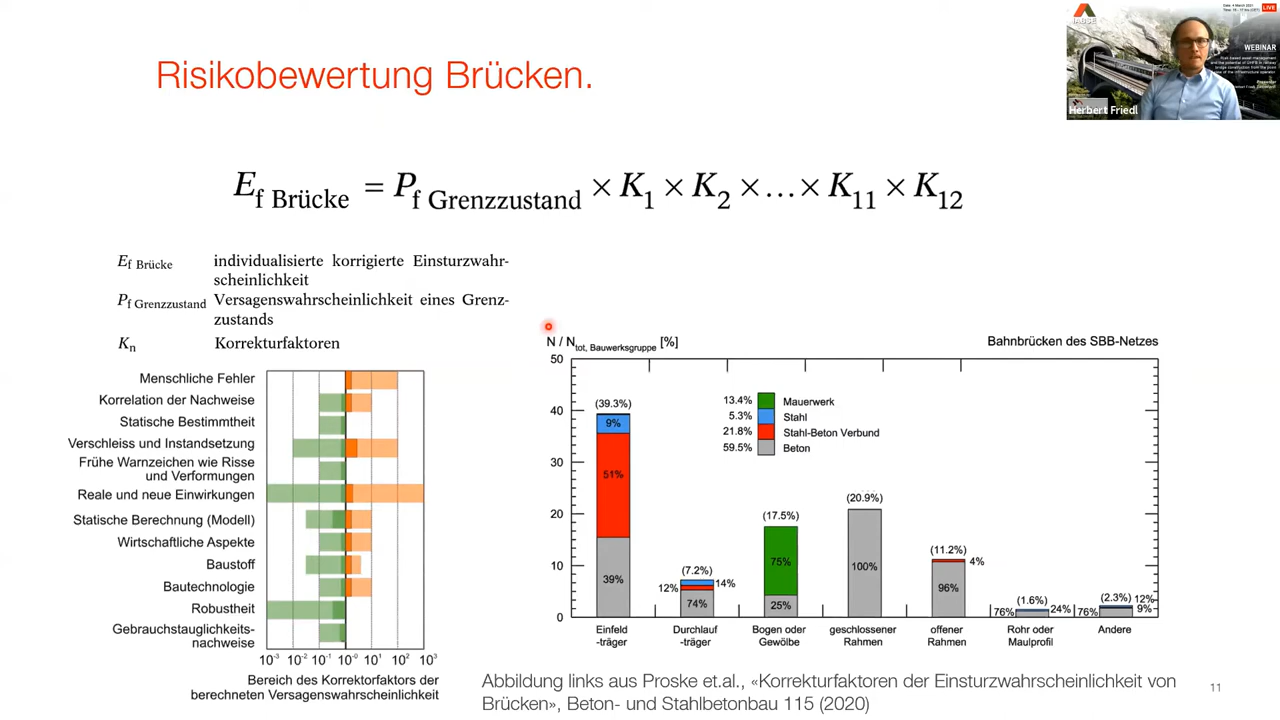 Risikobewertung Brücken.
IABSE
LIVE
WEBINAR
Herbert Friedl
E_f Brücke = P_f Grenzzustand × K_1 × K_2 × ... × K_11 × K_12
E_f Brücke individualisierte korrigierte Einsturzwahr-
scheinlichkeit
P_f Grenzzustand Versagenswahrscheinlichkeit eines Grenz-
zustands
K_n Korrekturfaktoren
Menschliche Fehler
Korrelation der Nachweise
Statische Bestimmtheit
Verschleiss und Instandsetzung
Frühe Warnzeichen wie Risse
und Verformungen
Reale und neue Einwirkungen
Statische Berechnung (Modell)
Wirtschaftliche Aspekte
Baustoff
Bautechnologie
Robustheit
Gebrauchstauglichkeits-
nachweise
10^-3 10^-2 10^-1 10^-0 10^1 10^2 10^3
Bereich des Korrektorfaktors der
berechneten Versagenswahrscheinlichkeit
N / N_tot, Bauwerksgruppe [%]
Bahnbrücken des SBB-Netzes
50
40
30
20
10
0
13.4% Mauerwerk
5.3% Stahl
21.8% Stahl-Beton Verbund
59.5% Beton
(39.3%)
9%
51%
39%
(7.2%)
12% 14%
74%
(17.5%)
75%
25%
(20.9%)
100%
(11.2%)
4%
96%
(1.6%)
76% 24%
(2.3%) 12%
76% 9%
Einfeld
-träger
Durchlauf
-träger
Bogen oder
Gewölbe
geschlossener
Rahmen
offener
Rahmen
Rohr oder
Maulprofil
Andere
Abbildung links aus Proske et.al., «Korrekturfaktoren der Einsturzwahrscheinlichkeit von
Brücken», Beton- und Stahlbetonbau 115 (2020)
11